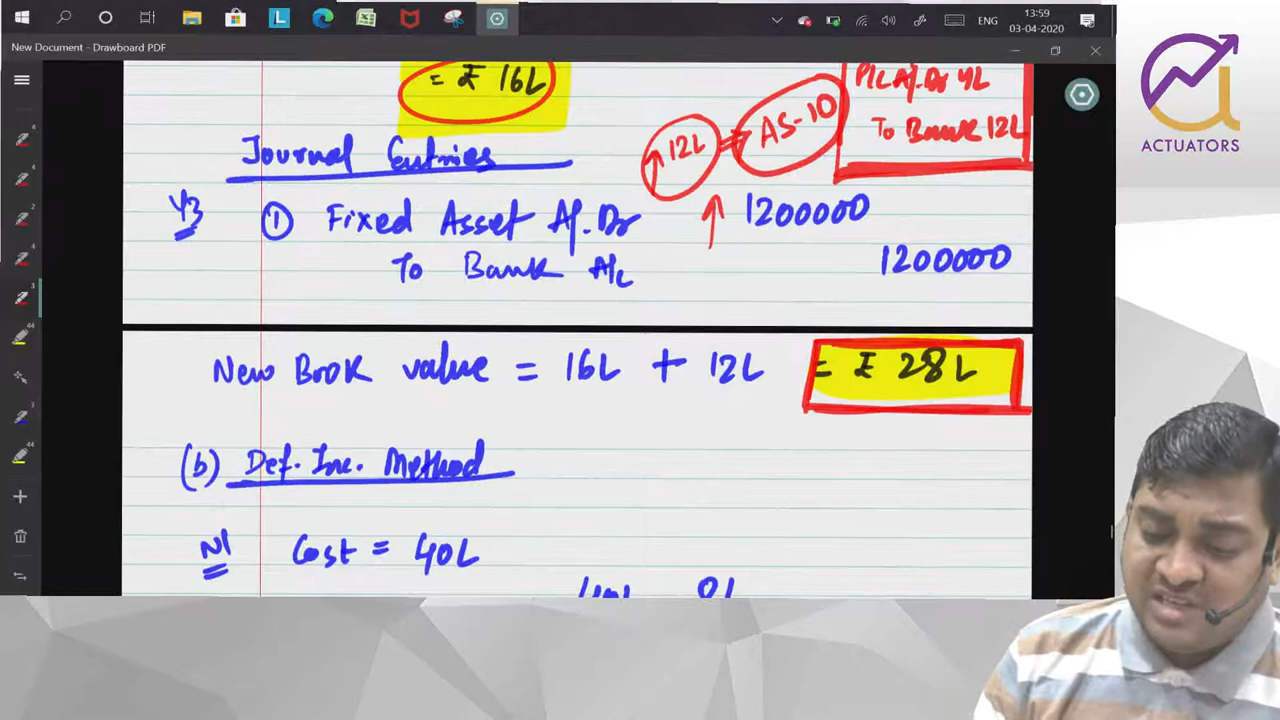 13:59
ENG
03-04-2020
New Document - Drawboard PDF
= ₹ 16L
P/L A/c. Dr 4L
To Bank 12L
↑ 12L ⇒ AS-10
Journal Entries
Y3 ① Fixed Asset A/c. Dr ↑ 1200000
To Bank A/c 1200000
New Book value = 16L + 12L = ₹ 28L
(b) Def. Inc. Method
N1 Cost = 40L
ACTUATORS